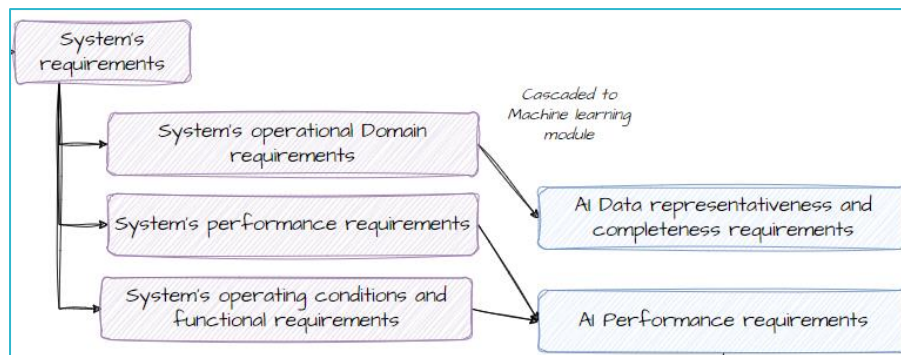 System's
requirements
Cascaded to
Machine learning
module
System's operational Domain
requirements
AI Data representativeness and
completeness requirements
System's performance requirements
System's operating conditions and
functional requirements
AI Performance requirements